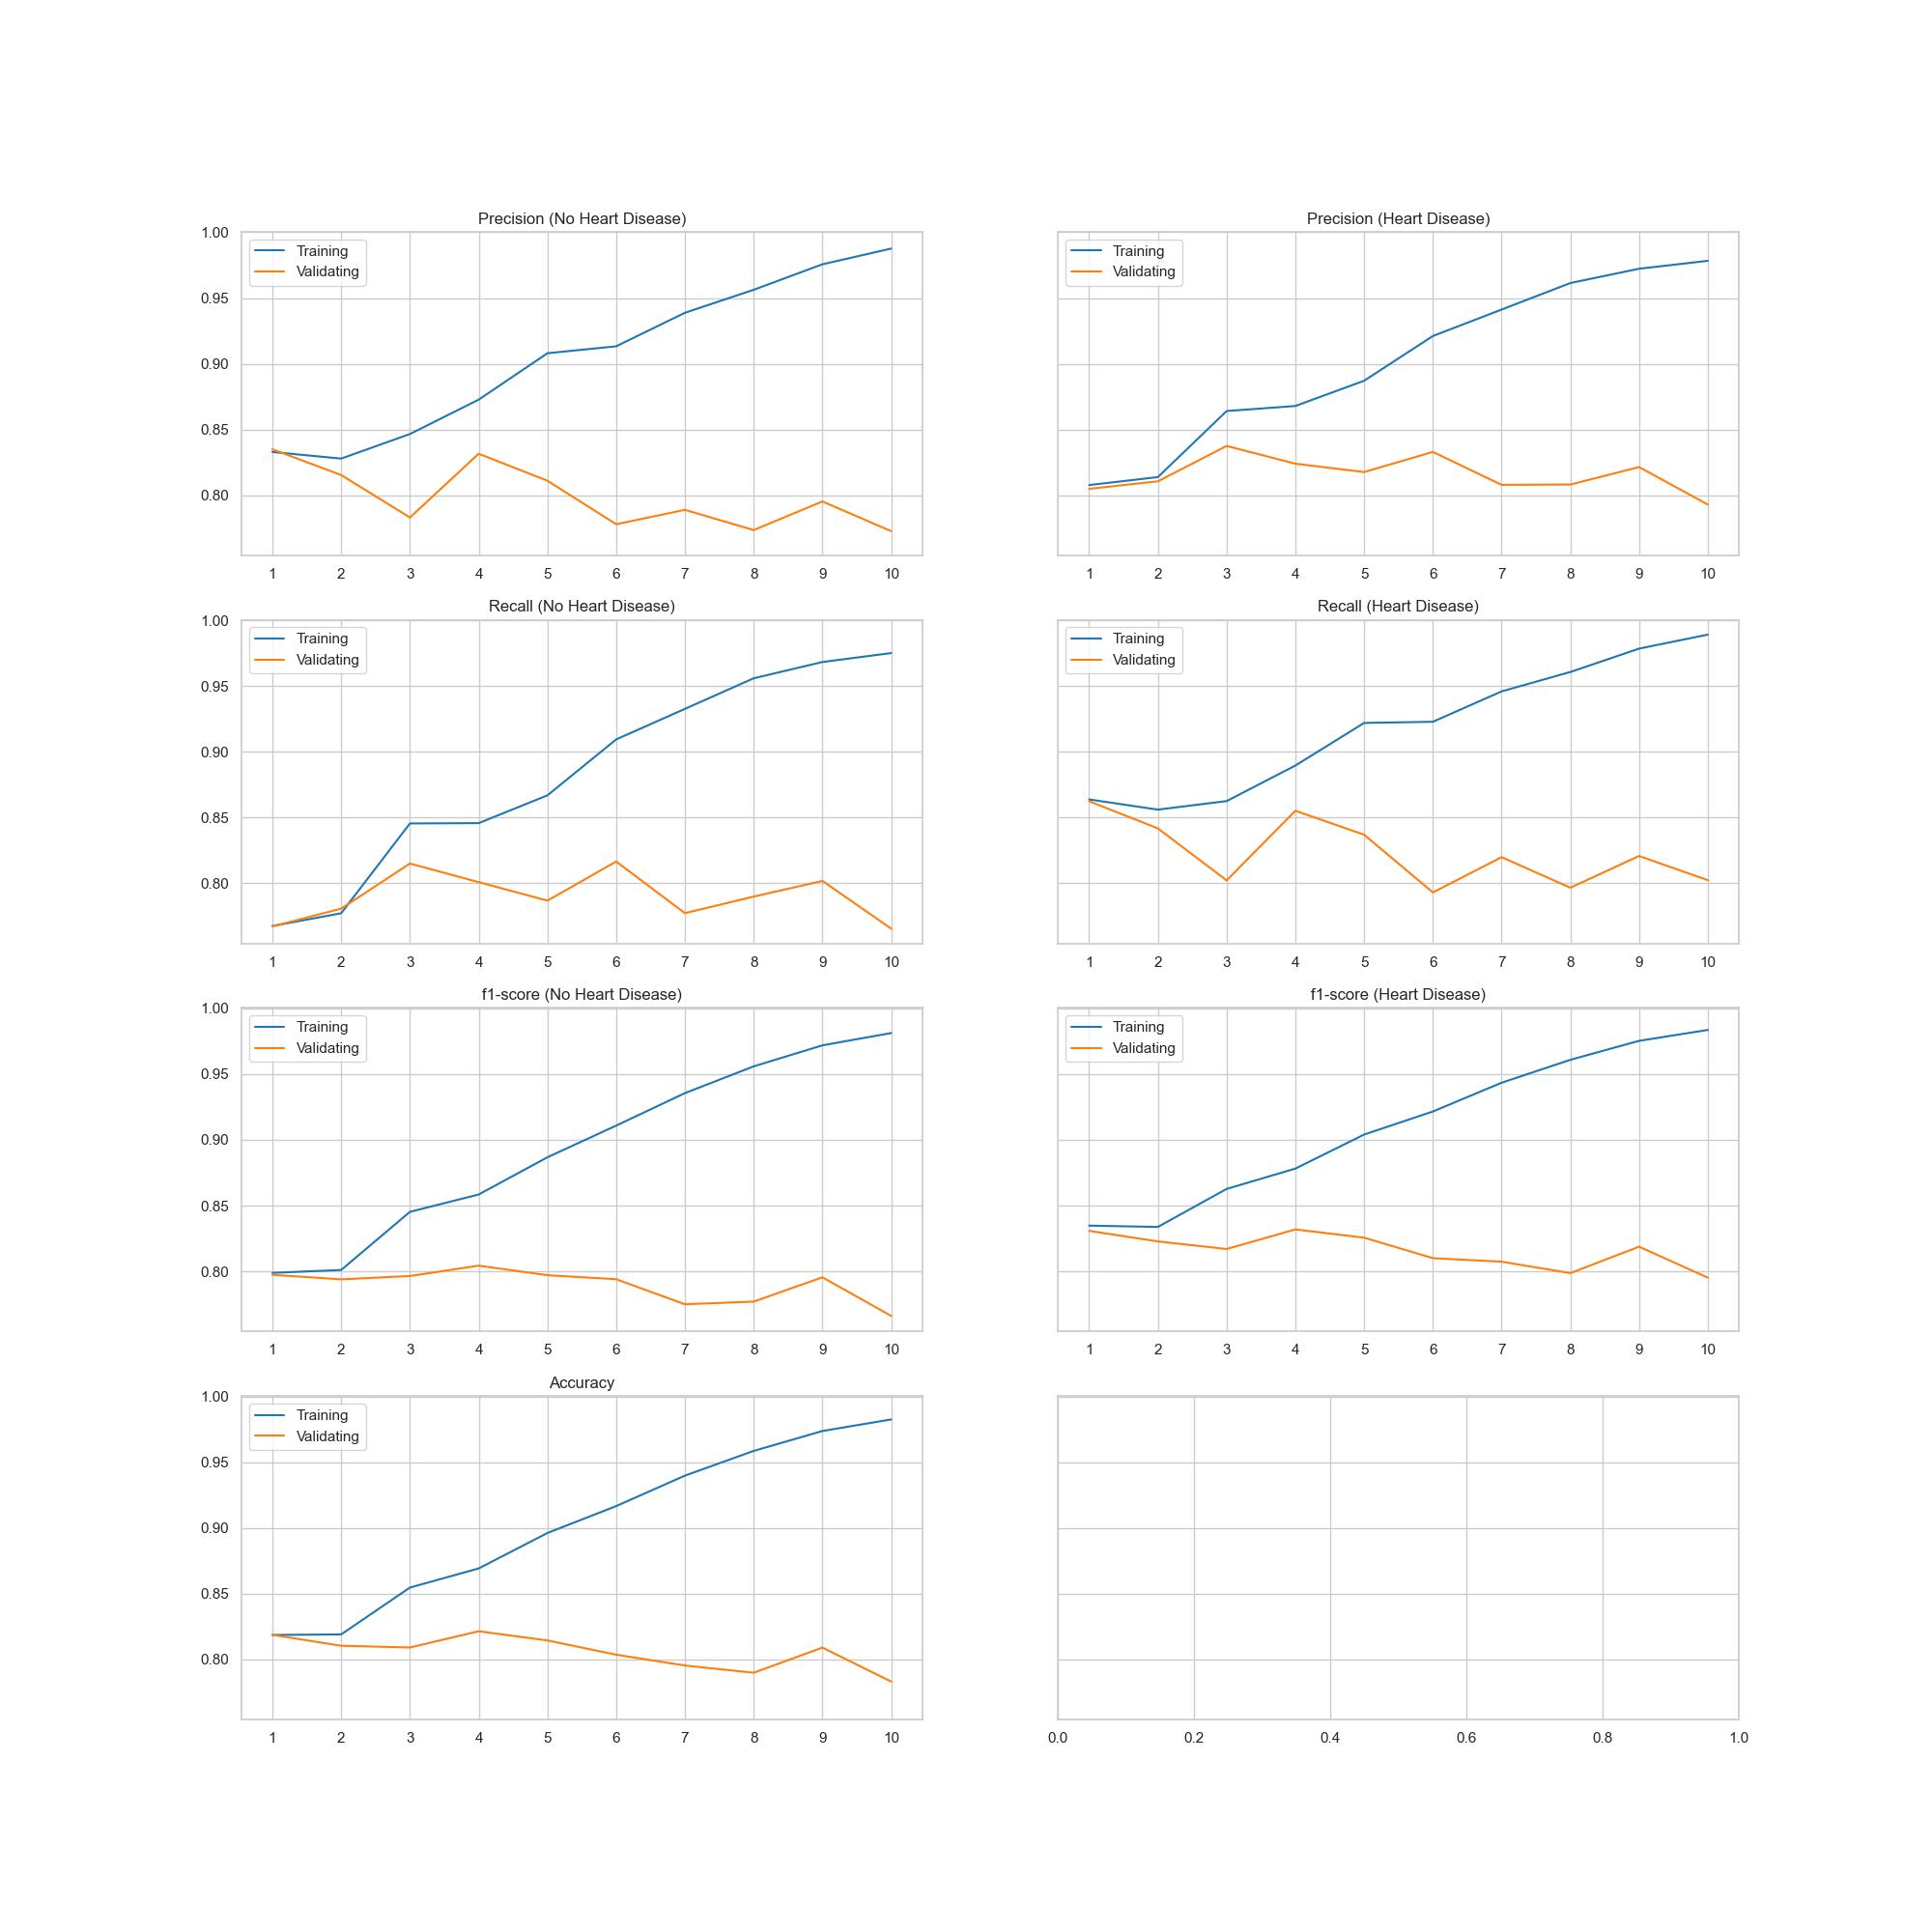 Precision (No Heart Disease)
1.00
0.95
0.90
0.85
0.80
Training
Validating
1 2 3 4 5 6 7 8 9 10
Precision (Heart Disease)
Training
Validating
1 2 3 4 5 6 7 8 9 10
Recall (No Heart Disease)
1.00
0.95
0.90
0.85
0.80
Training
Validating
1 2 3 4 5 6 7 8 9 10
Recall (Heart Disease)
Training
Validating
1 2 3 4 5 6 7 8 9 10
f1-score (No Heart Disease)
1.00
0.95
0.90
0.85
0.80
Training
Validating
1 2 3 4 5 6 7 8 9 10
f1-score (Heart Disease)
Training
Validating
1 2 3 4 5 6 7 8 9 10
Accuracy
1.00
0.95
0.90
0.85
0.80
Training
Validating
1 2 3 4 5 6 7 8 9 10
0.0 0.2 0.4 0.6 0.8 1.0